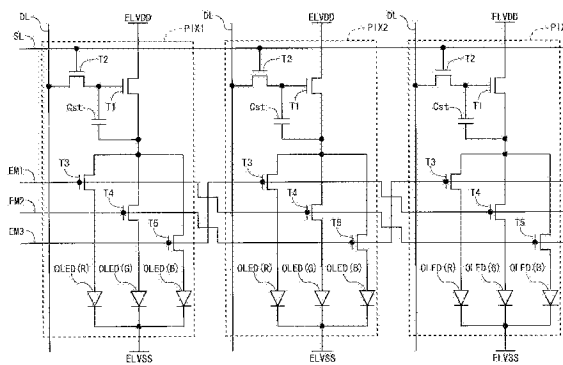 DL ELVDD DL ELVDD DL ELVDD
SL PIX1 PIX2 PI
T2 T2 T2
T1 T1 T1
Cst Cst Cst
EM1 T3 T3 T3
EM2 T4 T4 T4
EM3 T5 T5 T5
OLED(R) OLED(G) OLED(B) OLED(R) OLED(G) OLED(B) OLED(R) OLED(G) OLED(B)
ELVSS ELVSS ELVSS